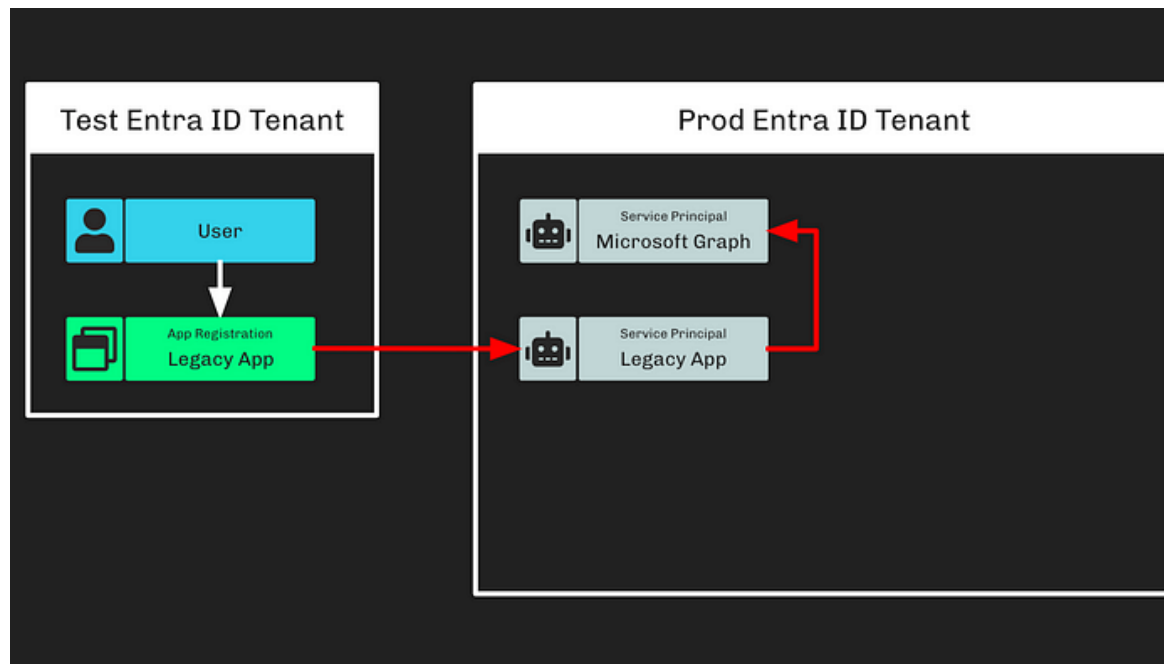 Test Entra ID Tenant
User
App Registration
Legacy App
Prod Entra ID Tenant
Service Principal
Microsoft Graph
Service Principal
Legacy App